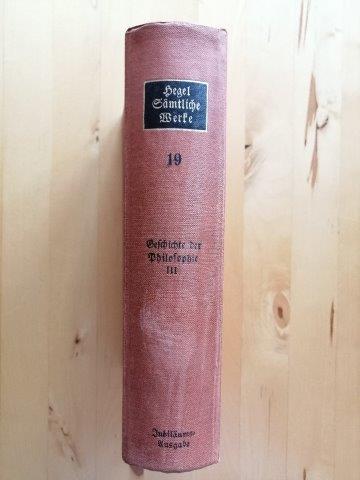 Hegel
Sämtliche
Werke
19
Geschichte der
Philosophie
III
Jubiläums-
Ausgabe